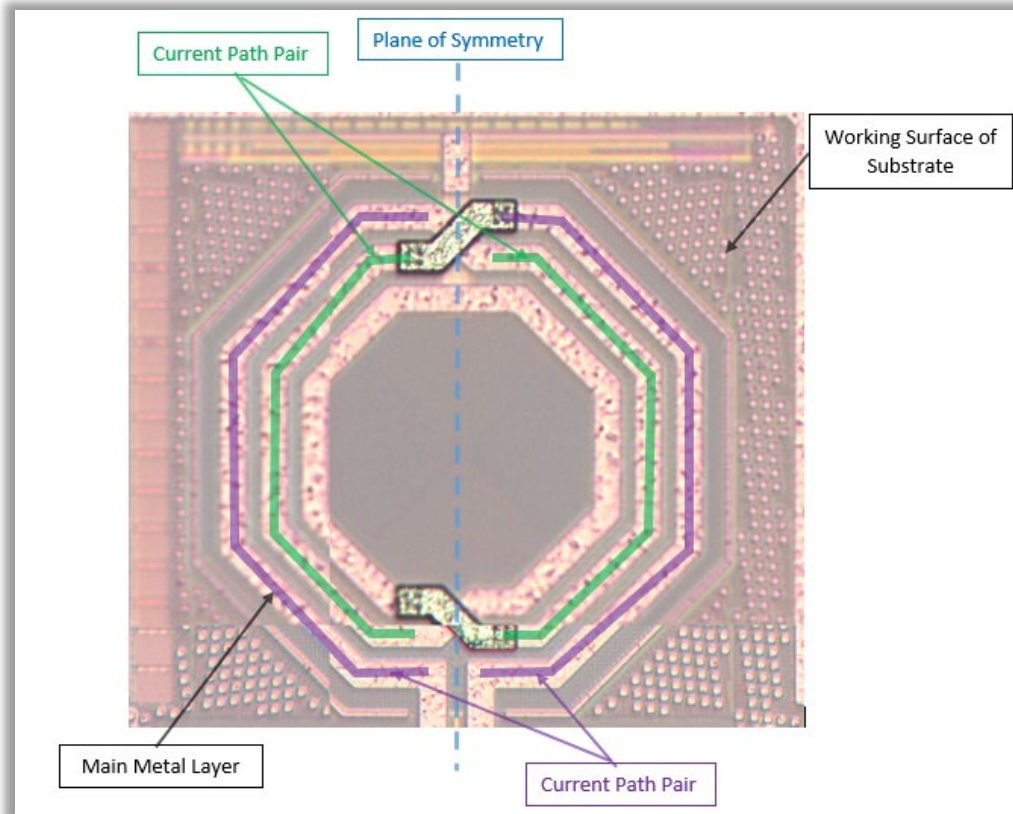 Plane of Symmetry
Current Path Pair
Working Surface of
Substrate
Main Metal Layer
Current Path Pair